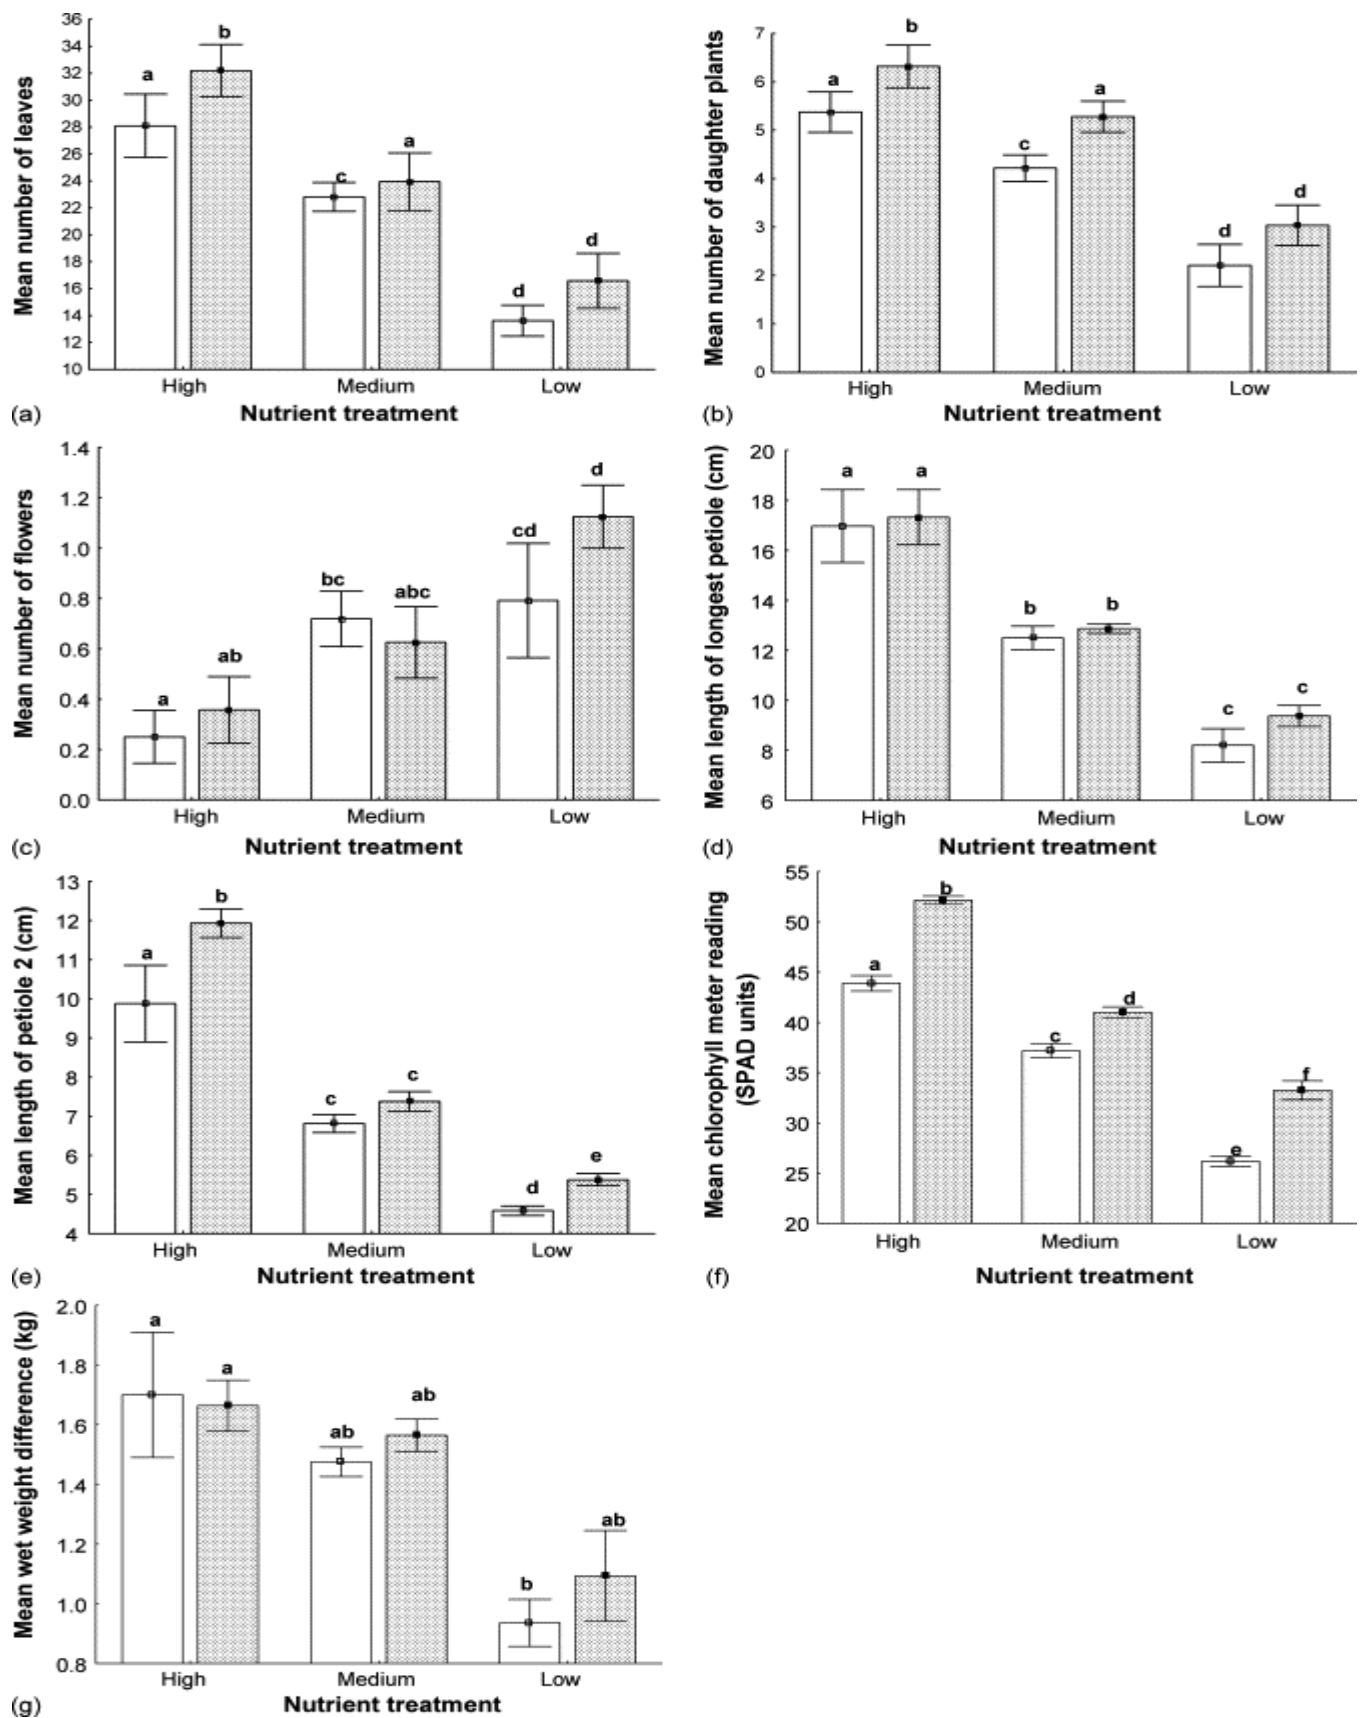 Mean number of leaves
36
34
32
30
28
26
24
22
20
18
16
14
12
10
a
b
c
a
d
d
High Medium Low
(a) Nutrient treatment
Mean number of daughter plants
7
6
5
4
3
2
1
0
a
b
c
a
d
d
High Medium Low
(b) Nutrient treatment
Mean number of flowers
1.4
1.2
1.0
0.8
0.6
0.4
0.2
0.0
a
ab
bc
abc
cd
d
High Medium Low
(c) Nutrient treatment
Mean length of longest petiole (cm)
20
18
16
14
12
10
8
6
a
a
b
b
c
c
High Medium Low
(d) Nutrient treatment
Mean length of petiole 2 (cm)
13
12
11
10
9
8
7
6
5
4
a
b
c
c
d
e
High Medium Low
(e) Nutrient treatment
Mean chlorophyll meter reading
(SPAD units)
55
50
45
40
35
30
25
20
a
b
c
d
e
f
High Medium Low
(f) Nutrient treatment
Mean wet weight difference (kg)
2.0
1.8
1.6
1.4
1.2
1.0
0.8
a
a
ab
ab
b
ab
High Medium Low
(g) Nutrient treatment